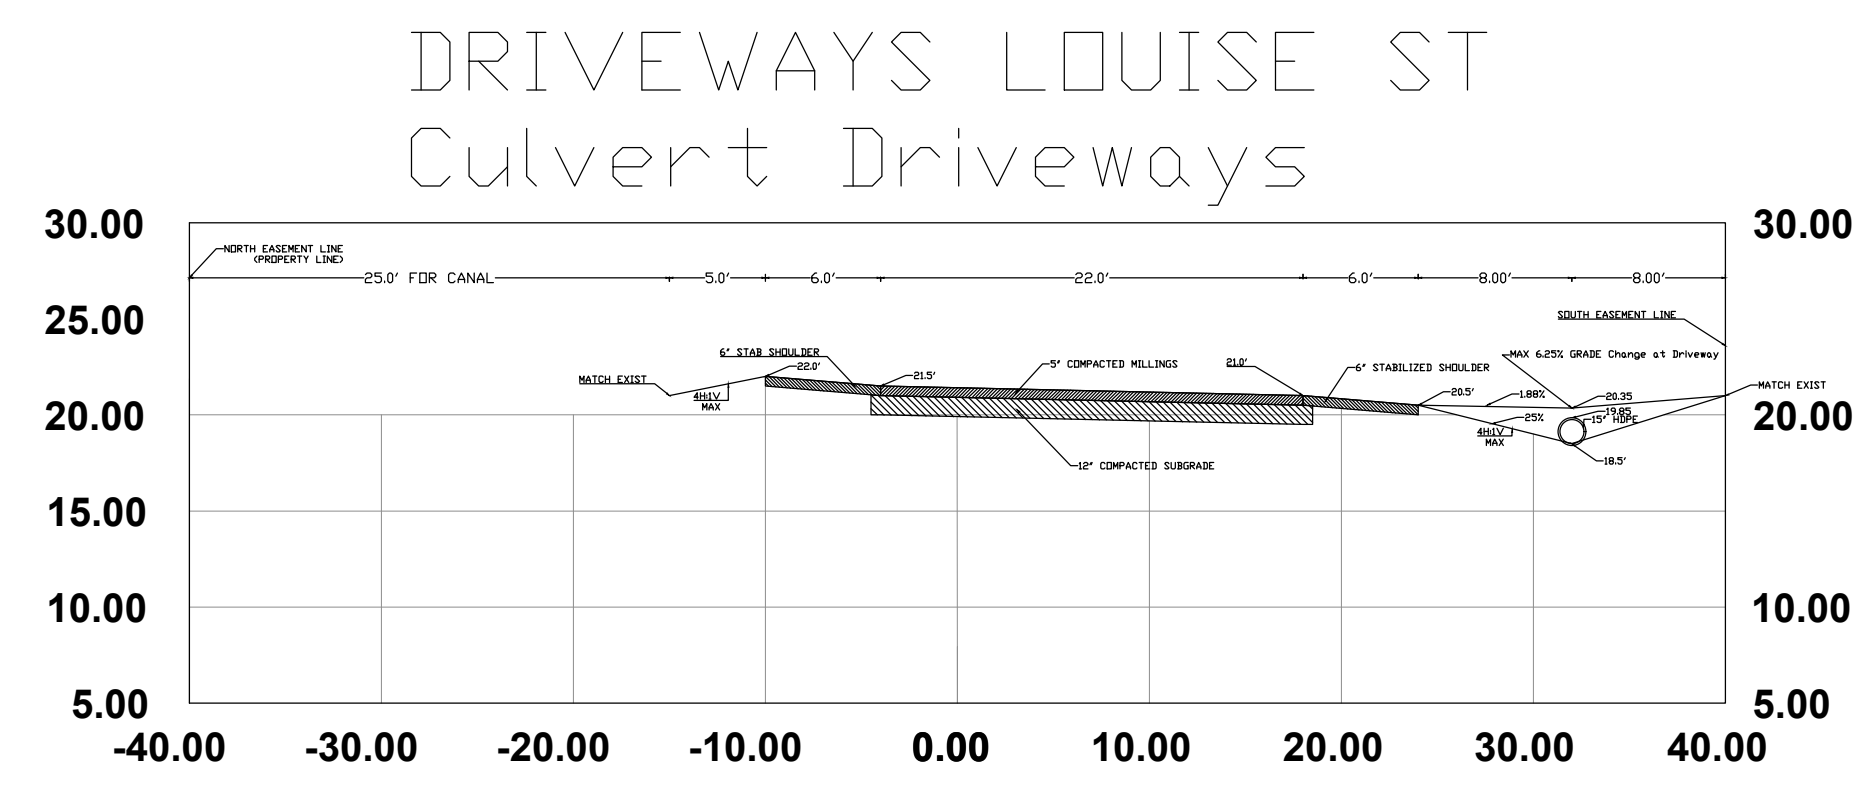 DRIVEWAYS LOUISE ST
Culvert Driveways
30.00
30.00
NORTH EASEMENT LINE
(PROPERTY LINE)
25.0' FOR CANAL
5.0'
6.0'
22.0'
6.0'
8.00'
8.00'
25.00
SOUTH EASEMENT LINE
6" STAB SHOULDER
22.0'
MATCH EXIST
4H:1V
MAX
21.5'
5" COMPACTED MILLINGS
21.0'
6" STABILIZED SHOULDER
MAX 6.25% GRADE Change at Driveway
MATCH EXIST
20.5'
1.88%
20.35
19.85
15" HDPE
25%
4H:1V
MAX
18.5'
20.00
20.00
12" COMPACTED SUBGRADE
15.00
10.00
10.00
5.00
5.00
-40.00
-30.00
-20.00
-10.00
0.00
10.00
20.00
30.00
40.00